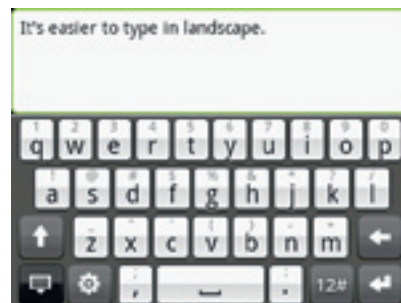 It's easier to type in landscape.
1 2 3 4 5 6 7 8 9 0
q w e r t y u i o p
a s d f g h j k l
z x c v b n m
, . 12#